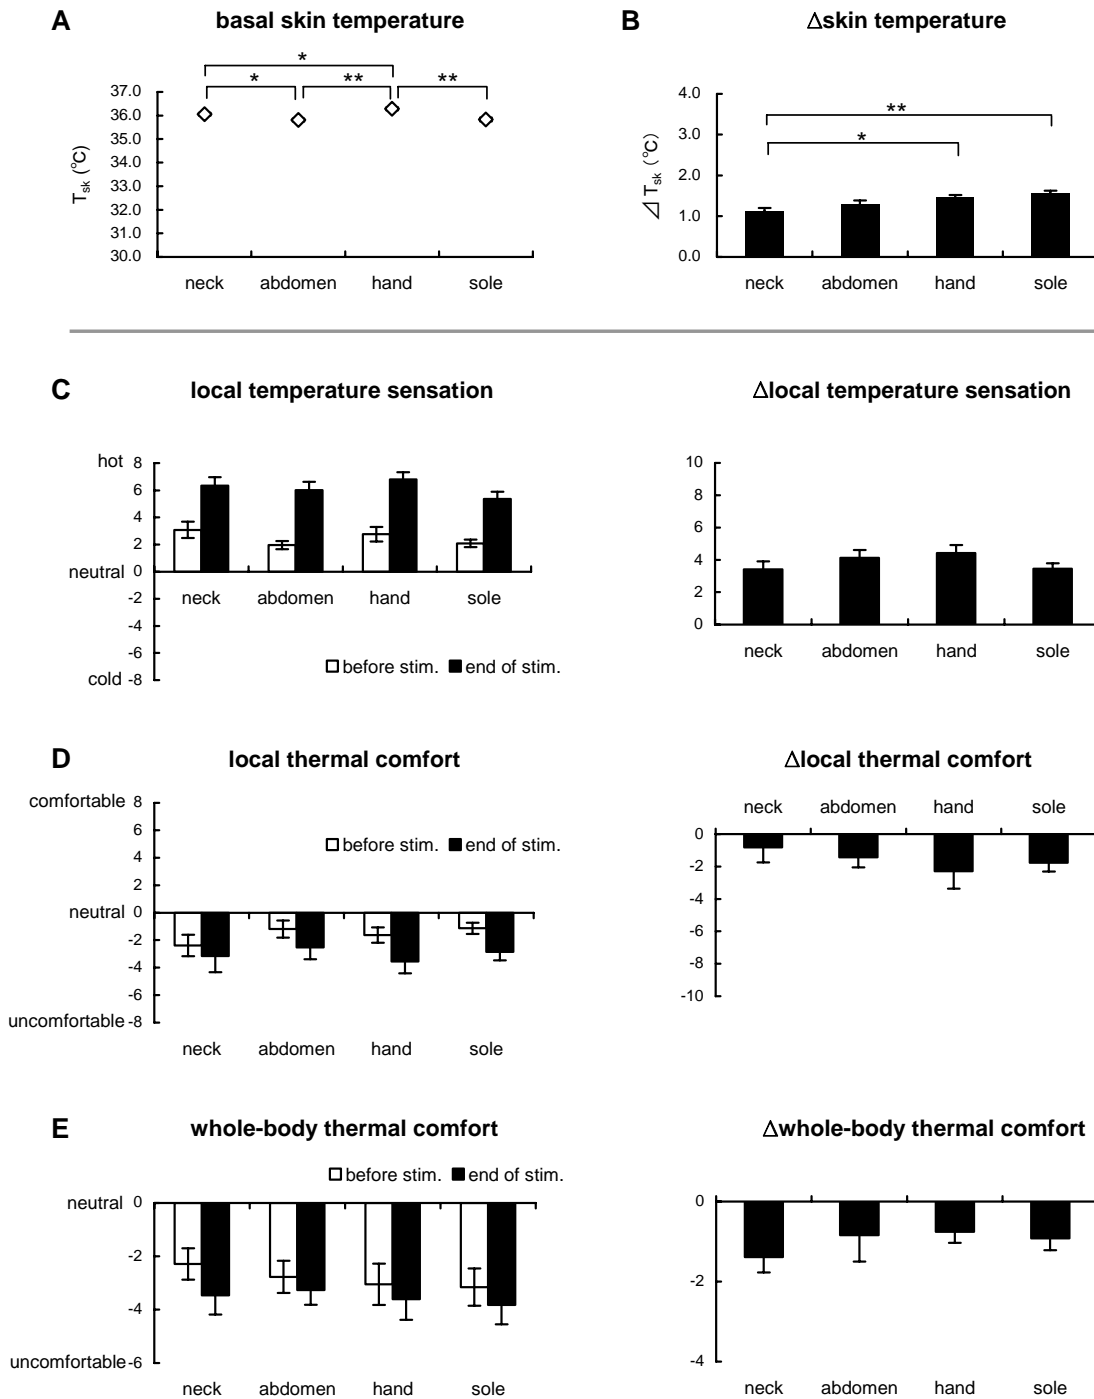 A basal skin temperature
* 
* ** **
37.0
36.0
35.0
34.0
33.0
32.0
31.0
30.0
Tsk (°C)
neck abdomen hand sole
B Δskin temperature
**
*
4.0
3.0
2.0
1.0
0.0
⊿ Tsk (°C)
neck abdomen hand sole
C local temperature sensation
hot 8
6
4
2
neutral 0
-2
-4
-6
cold -8
neck abdomen hand sole
before stim. end of stim.
Δlocal temperature sensation
10
8
6
4
2
0
neck abdomen hand sole
D local thermal comfort
comfortable 8
6
4
2
neutral 0
-2
-4
-6
uncomfortable -8
before stim. end of stim.
neck abdomen hand sole
Δlocal thermal comfort
neck abdomen hand sole
0
-2
-4
-6
-8
-10
E whole-body thermal comfort
before stim. end of stim.
neutral 0
-2
-4
uncomfortable -6
neck abdomen hand sole
Δwhole-body thermal comfort
0
-2
-4
neck abdomen hand sole